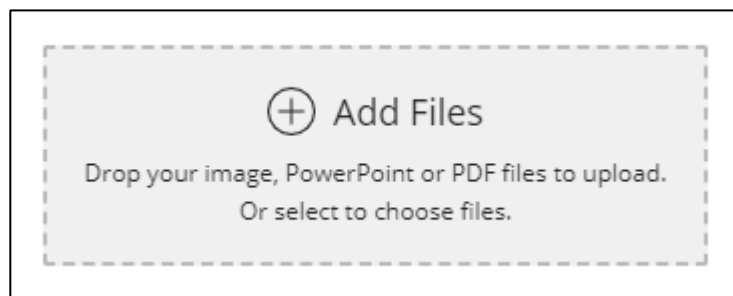 Add Files
Drop your image, PowerPoint or PDF files to upload.
Or select to choose files.